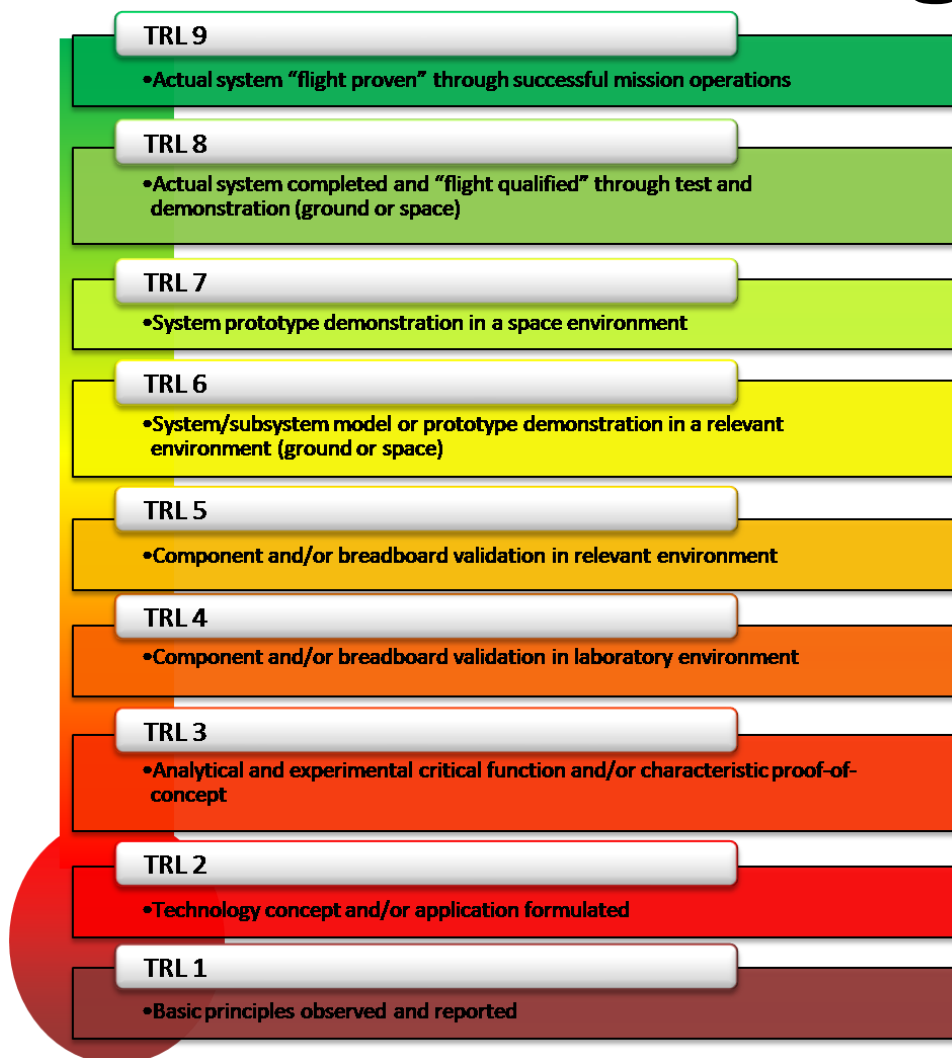 TRL 9
•Actual system “flight proven” through successful mission operations
TRL 8
•Actual system completed and “flight qualified” through test and
demonstration (ground or space)
TRL 7
•System prototype demonstration in a space environment
TRL 6
•System/subsystem model or prototype demonstration in a relevant
environment (ground or space)
TRL 5
•Component and/or breadboard validation in relevant environment
TRL 4
•Component and/or breadboard validation in laboratory environment
TRL 3
•Analytical and experimental critical function and/or characteristic proof-of-
concept
TRL 2
•Technology concept and/or application formulated
TRL 1
•Basic principles observed and reported